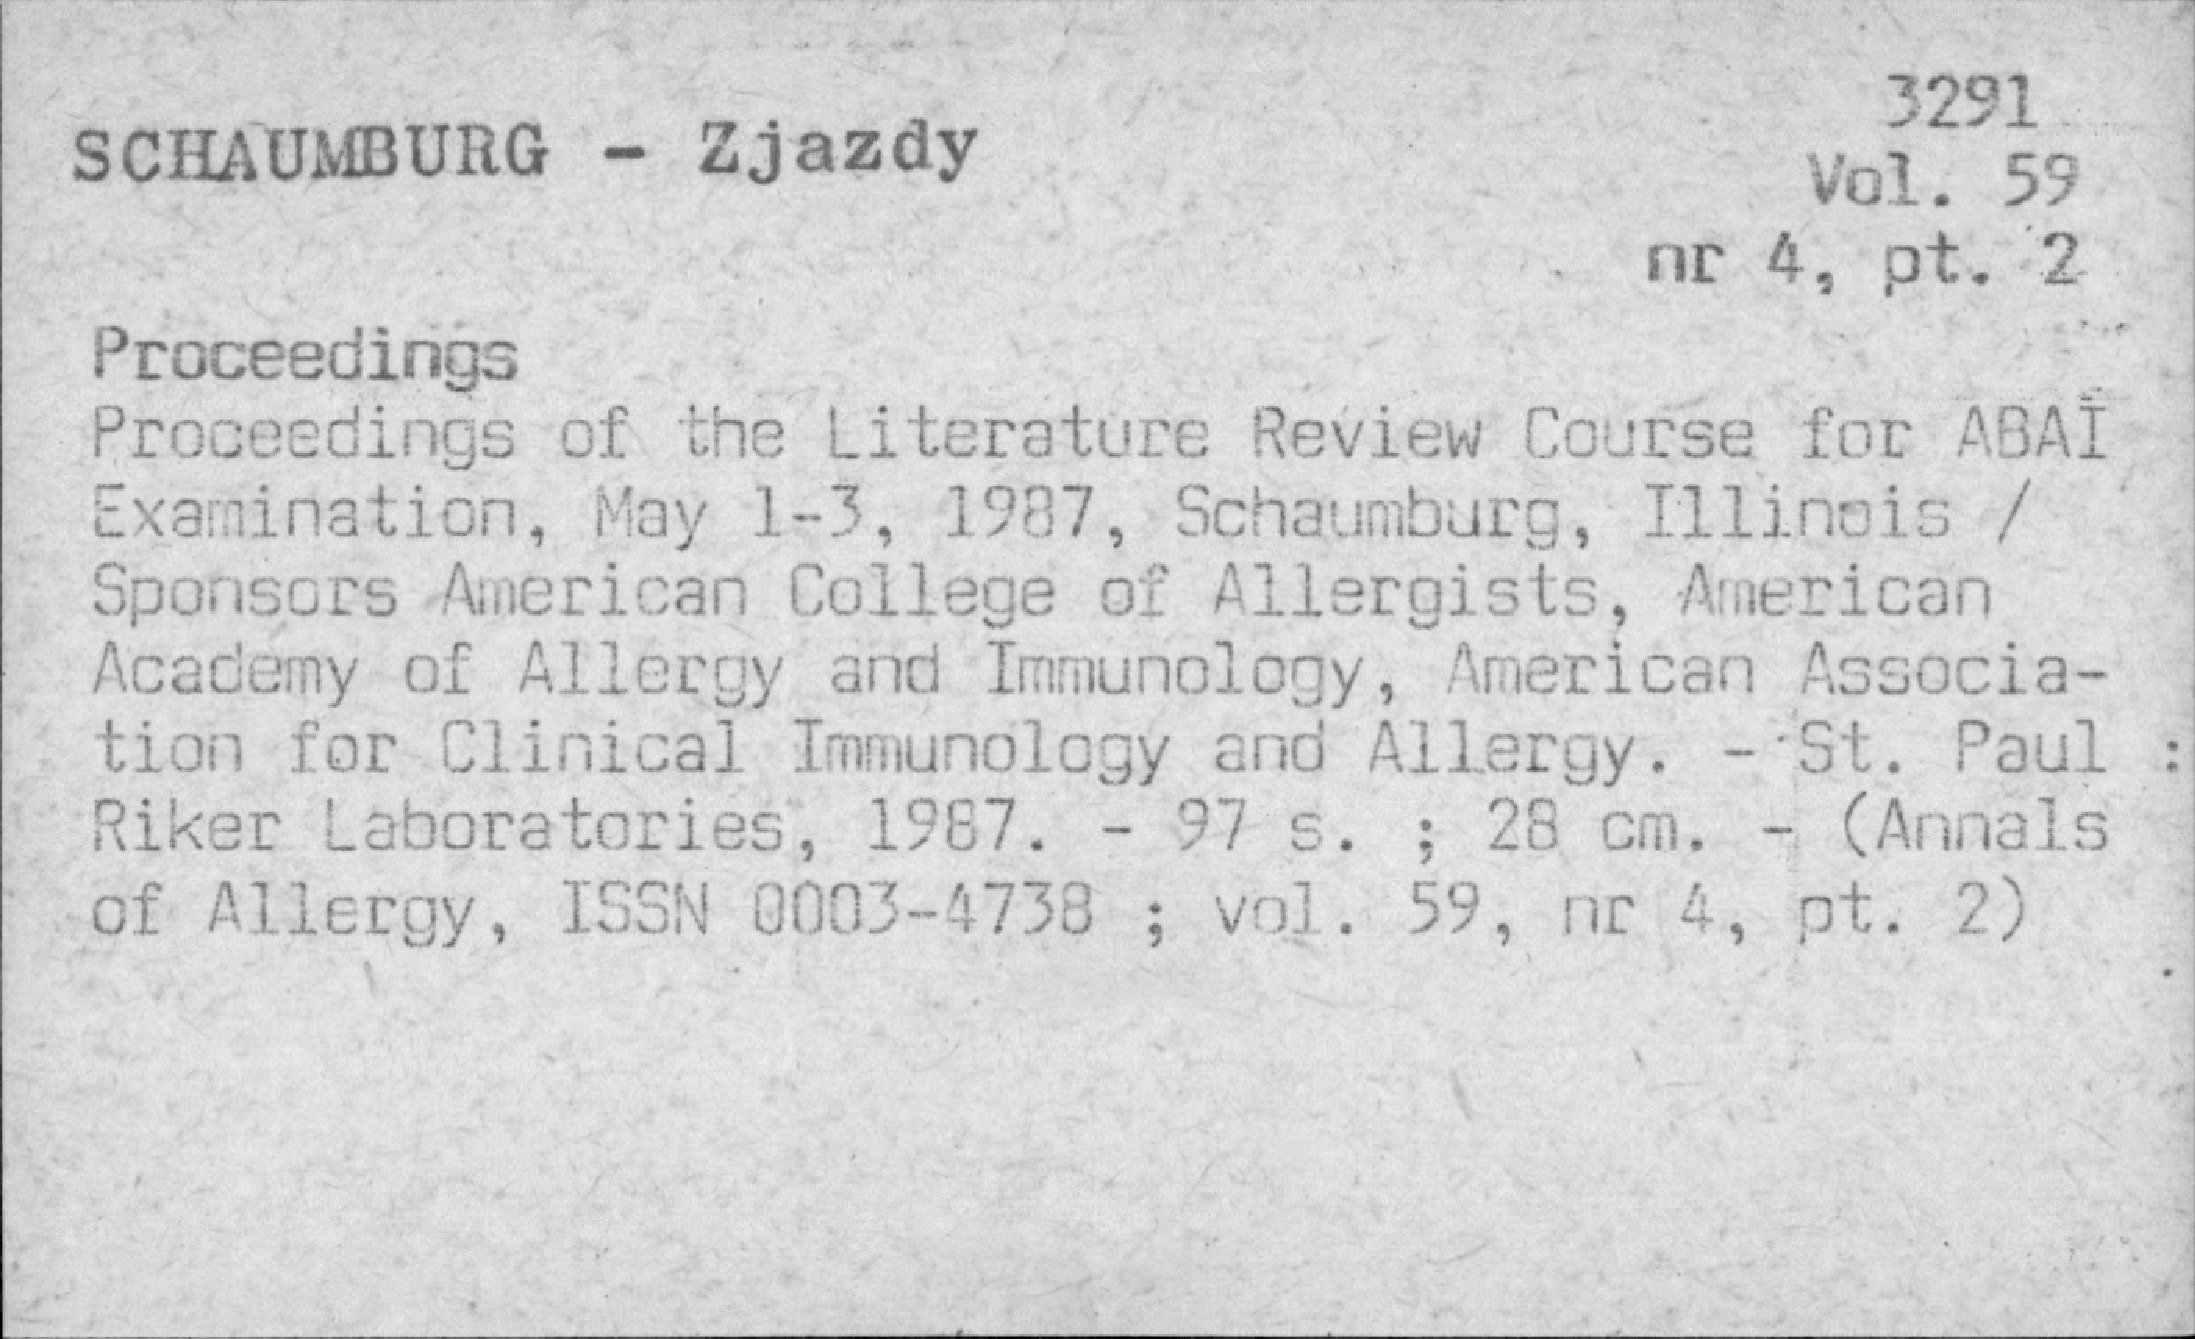 3291
SCHAUMBURG - Zjazdy
Vol. 59
nr 4, pt. 2
Proceedings
Proceedings of the Literature Review Course for ABAI
Examination, May 1-3, 1987, Schaumburg, Illinois /
Sponsors American College of Allergists, American
Academy of Allergy and Immunology, American Associa-
tion for Clinical Immunology and Allergy. - St. Paul :
Riker Laboratories, 1987. - 97 s. ; 28 cm. - (Annals
of Allergy, ISSN 0003-4738 ; vol. 59, nr 4, pt. 2)